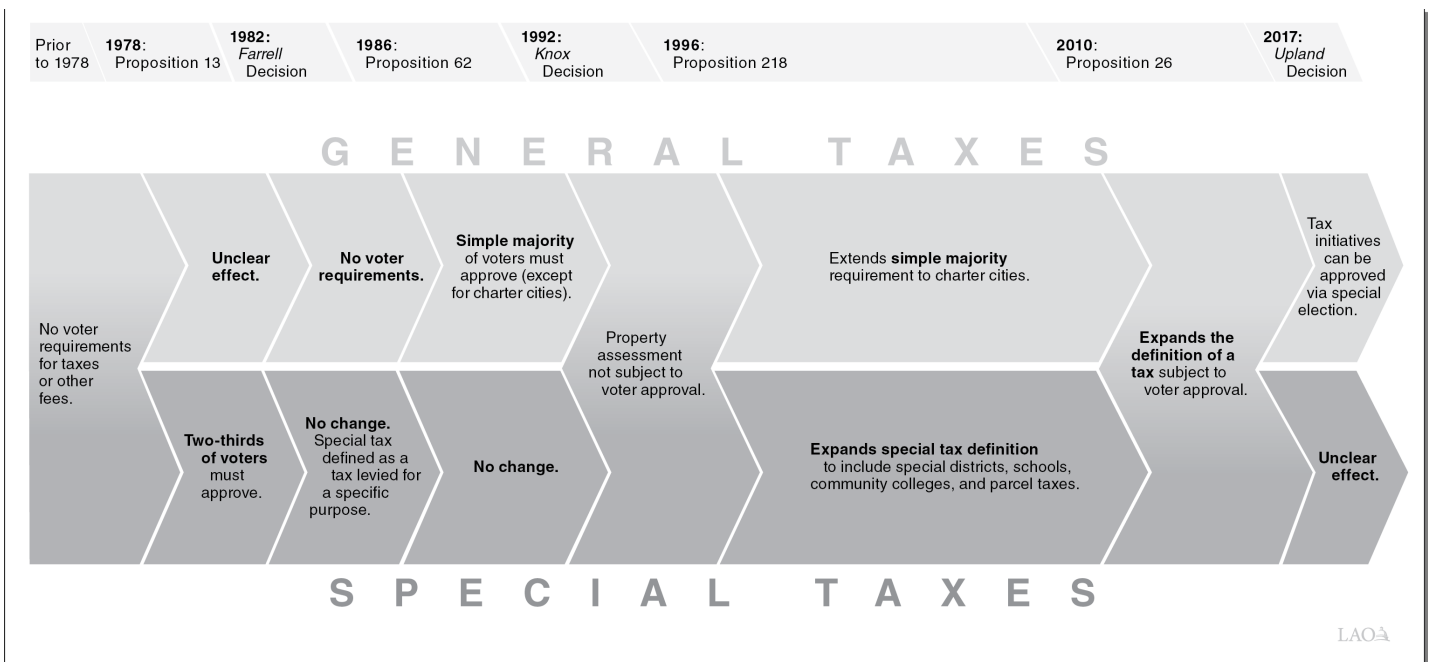 Prior
to 1978
1978:
Proposition 13
1982:
Farrell
Decision
1986:
Proposition 62
1992:
Knox
Decision
1996:
Proposition 218
2010:
Proposition 26
2017:
Upland
Decision
GENERAL TAXES
No voter
requirements
for taxes
or other
fees.
Unclear
effect.
No voter
requirements.
Simple majority
of voters must
approve (except
for charter cities).
Property
assessment
not subject to
voter approval.
Extends simple majority
requirement to charter cities.
Expands the
definition of a
tax subject to
voter approval.
Tax
initiatives
can be
approved
via special
election.
Two-thirds
of voters
must
approve.
No change.
Special tax
defined as a
tax levied for
a specific
purpose.
No change.
Expands special tax definition
to include special districts, schools,
community colleges, and parcel taxes.
Unclear
effect.
SPECIAL TAXES
LAO